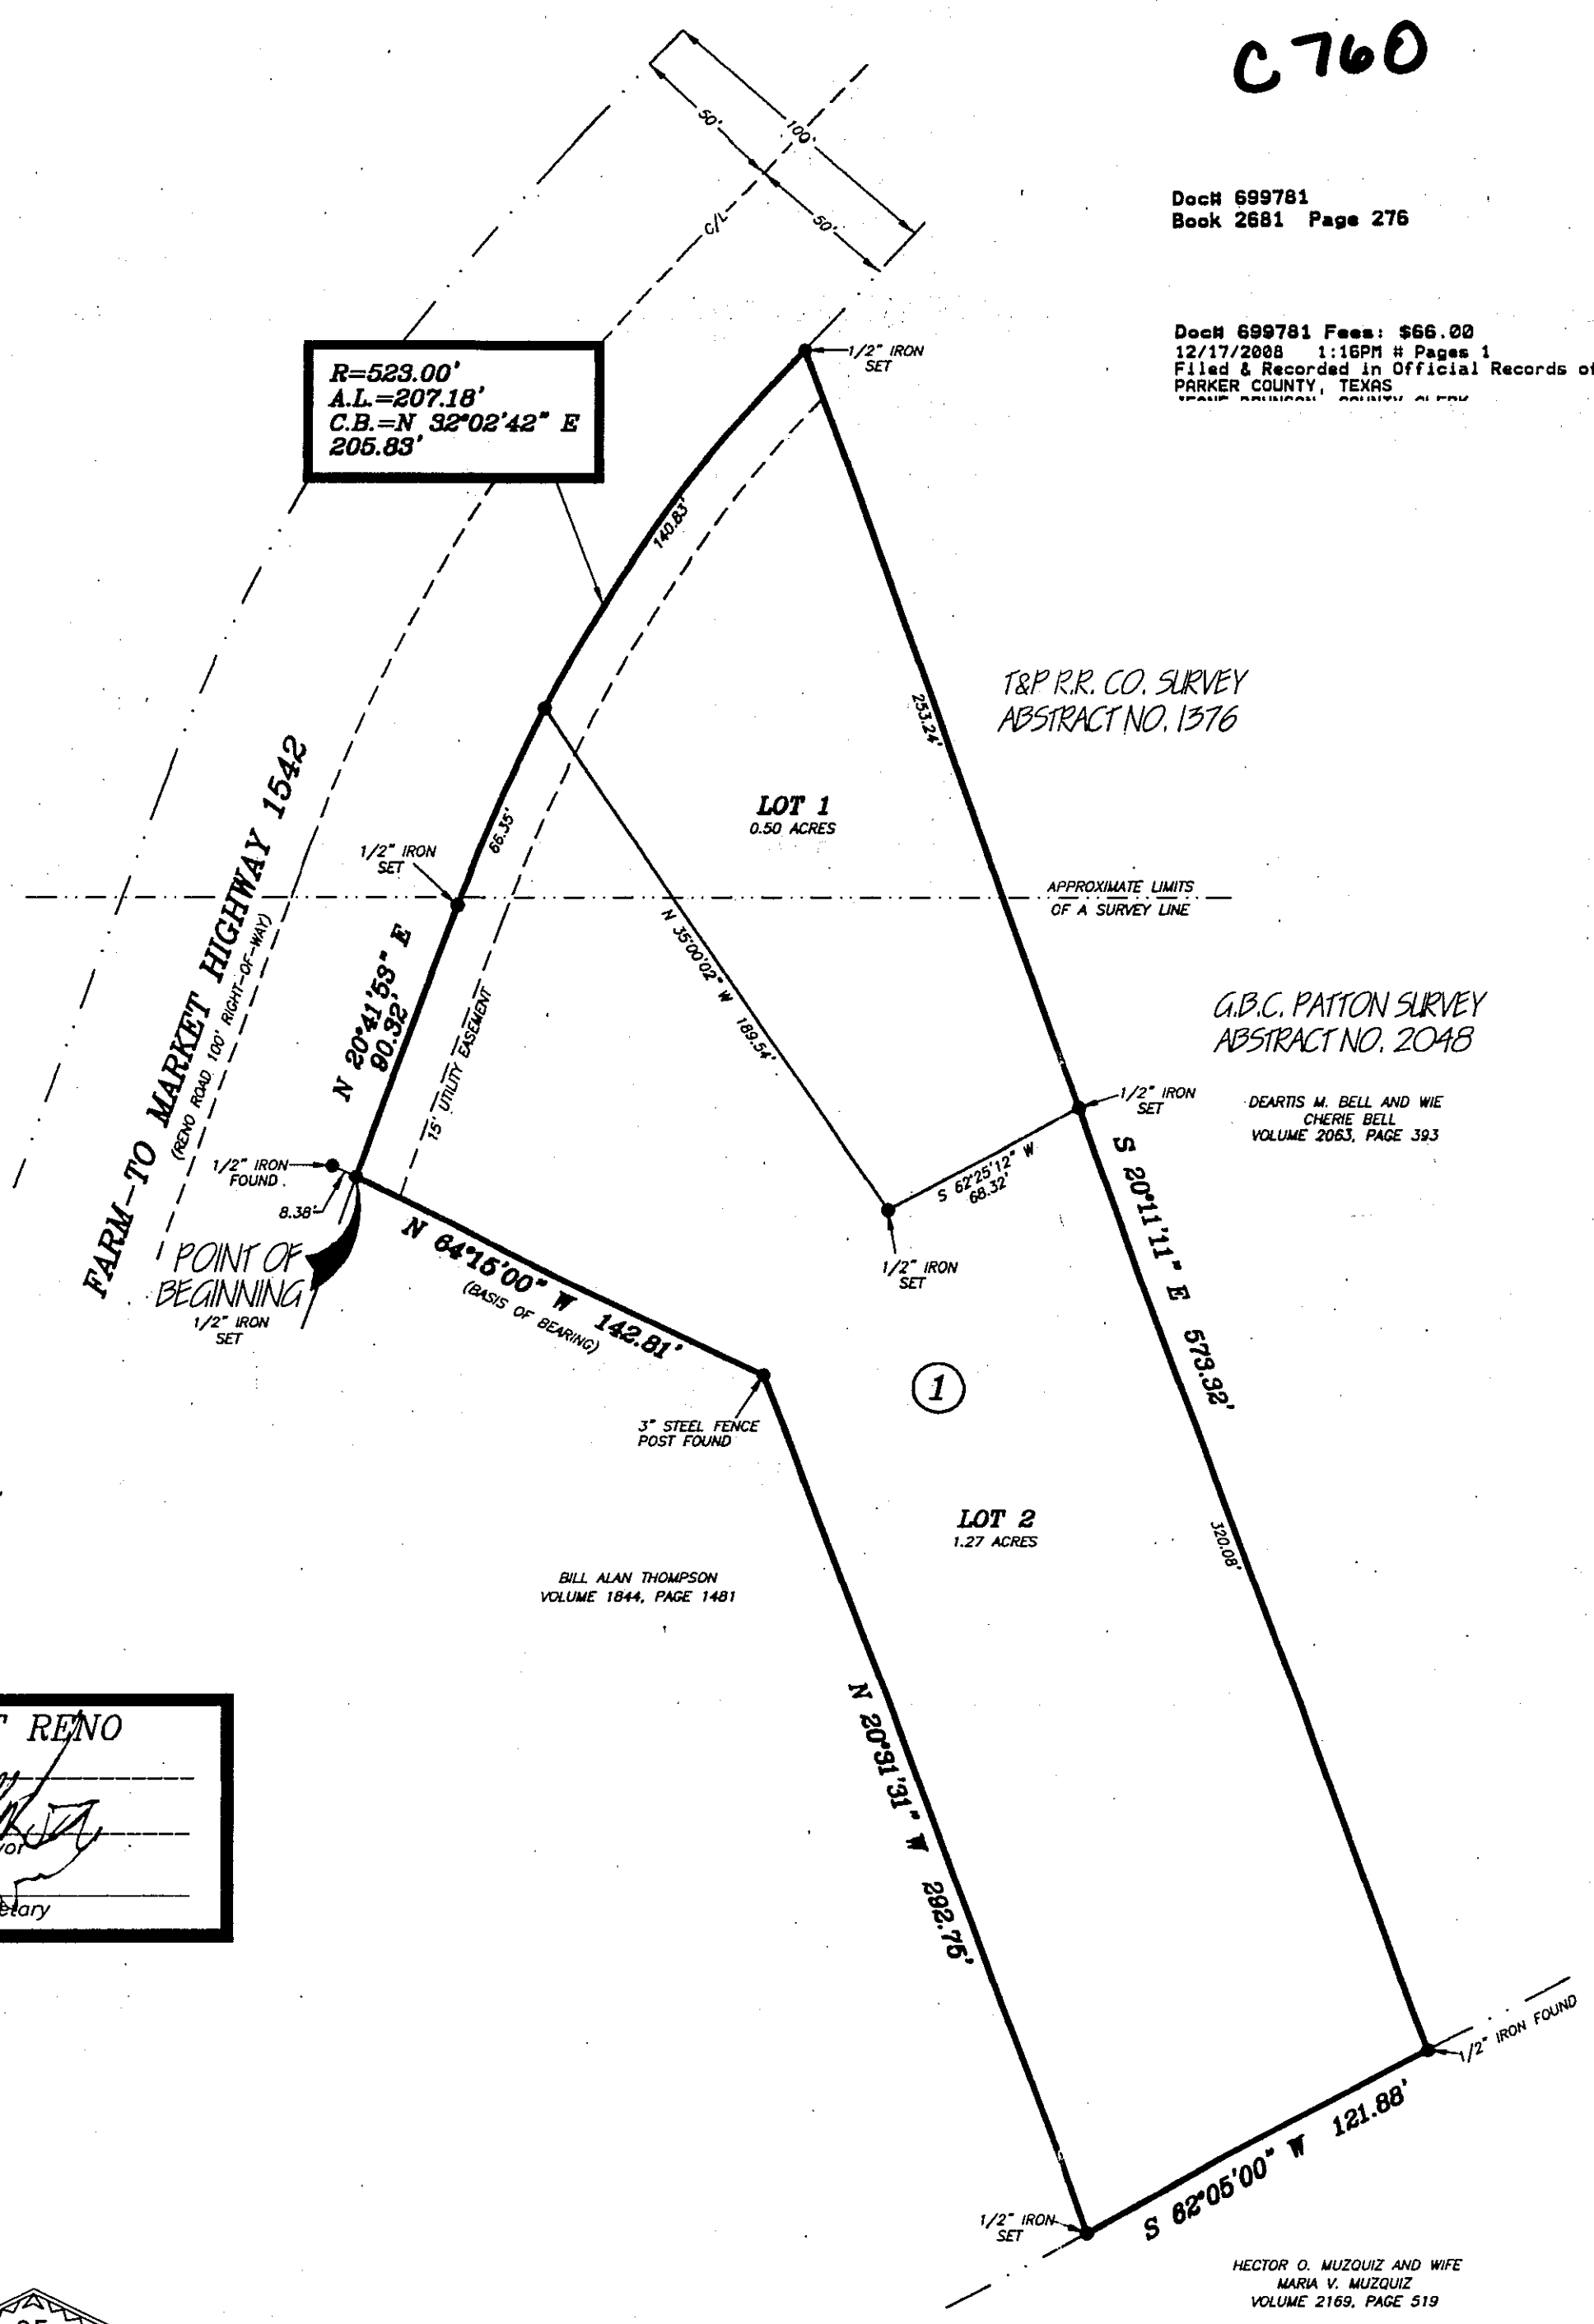 C760
Doc# 699781
Book 2681 Page 276
Doc# 699781 Fees: $66.00
12/17/2008 1:16PM # Pages 1
Filed & Recorded in Official Records of
PARKER COUNTY, TEXAS
50'
100'
50'
C/L
R=523.00'
A.L.=207.18'
C.B.=N 32°02'42" E
205.83'
1/2" IRON
SET
140.83'
253.24'
T&P R.R. CO. SURVEY
ABSTRACT NO. 1376
LOT 1
0.50 ACRES
66.35'
1/2" IRON
SET
APPROXIMATE LIMITS
OF A SURVEY LINE
FARM-TO MARKET HIGHWAY 1542
(RENO ROAD 100' RIGHT-OF-WAY)
N 20°41'53" E
90.32'
15' UTILITY EASEMENT
N 35°00'02" W 189.54'
G.B.C. PATTON SURVEY
ABSTRACT NO. 2048
DEARTIS M. BELL AND WIE
CHERIE BELL
VOLUME 2063, PAGE 393
1/2" IRON
SET
S 62°25'12" W
68.32'
1/2" IRON
FOUND .
8.38'
POINT OF
BEGINNING
1/2" IRON
SET
N 64°15'00" W 142.81'
(BASIS OF BEARING)
1/2" IRON
SET
S 20°11'11" E 573.32'
1
3" STEEL FENCE
POST FOUND
LOT 2
1.27 ACRES
320.08'
BILL ALAN THOMPSON
VOLUME 1844, PAGE 1481
N 20°31'31" W 292.75'
RENO
1/2" IRON FOUND
S 62°05'00" W 121.88'
1/2" IRON
SET
HECTOR O. MUZQUIZ AND WIFE
MARIA V. MUZQUIZ
VOLUME 2169, PAGE 519